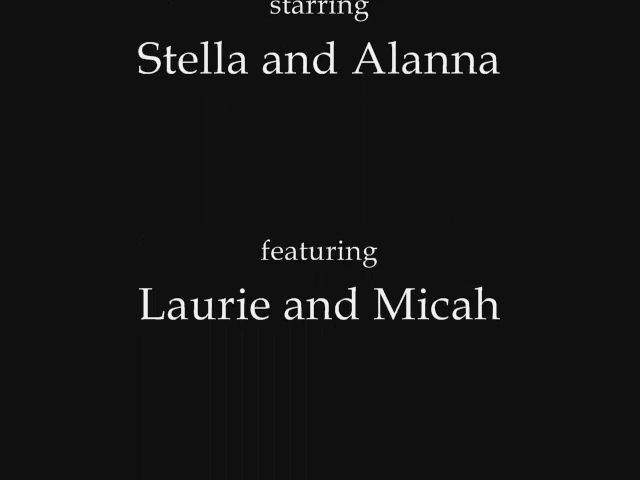 starring
Stella and Alanna
featuring
Laurie and Micah